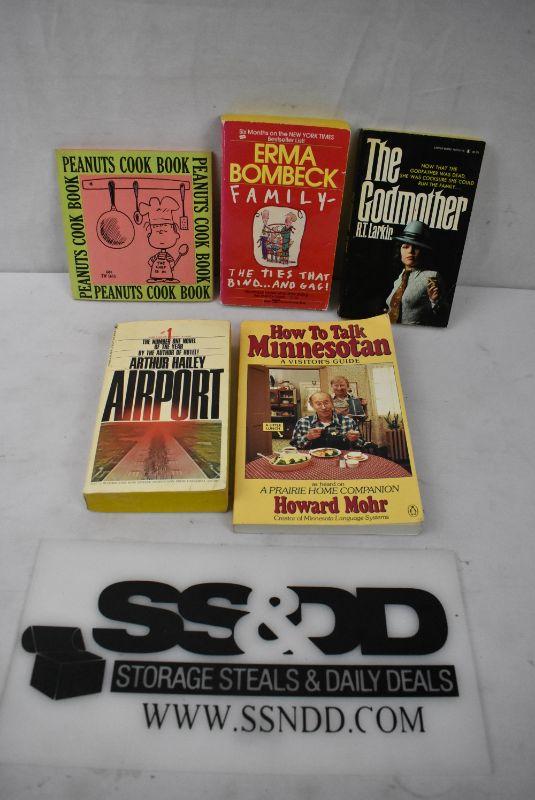 PEANUTS COOK BOOK
PEANUTS COOK BOOK
PEANUTS COOK BOOK
PEANUTS COOK BOOK
Six Months on the NEW YORK TIMES
Bestseller List!
ERMA
BOMBECK
FAMILY-
THE TIES THAT
BIND...AND GAG!
NOW THAT THE
GODFATHER WAS DEAD,
SHE WAS COCKSURE SHE COULD
RUN THE FAMILY...
The
Godmother
R.T. Larkin
#1
THE NUMBER ONE NOVEL
OF THE YEAR
BY THE AUTHOR OF HOTEL!
ARTHUR HAILEY
AIRPORT
How To Talk
Minnesotan
A VISITOR'S GUIDE
A LITTLE
LUNCH
as heard on
A PRAIRIE HOME COMPANION
Howard Mohr
Creator of Minnesota Language Systems
SS&DD
STORAGE STEALS & DAILY DEALS
WWW.SSNDD.COM